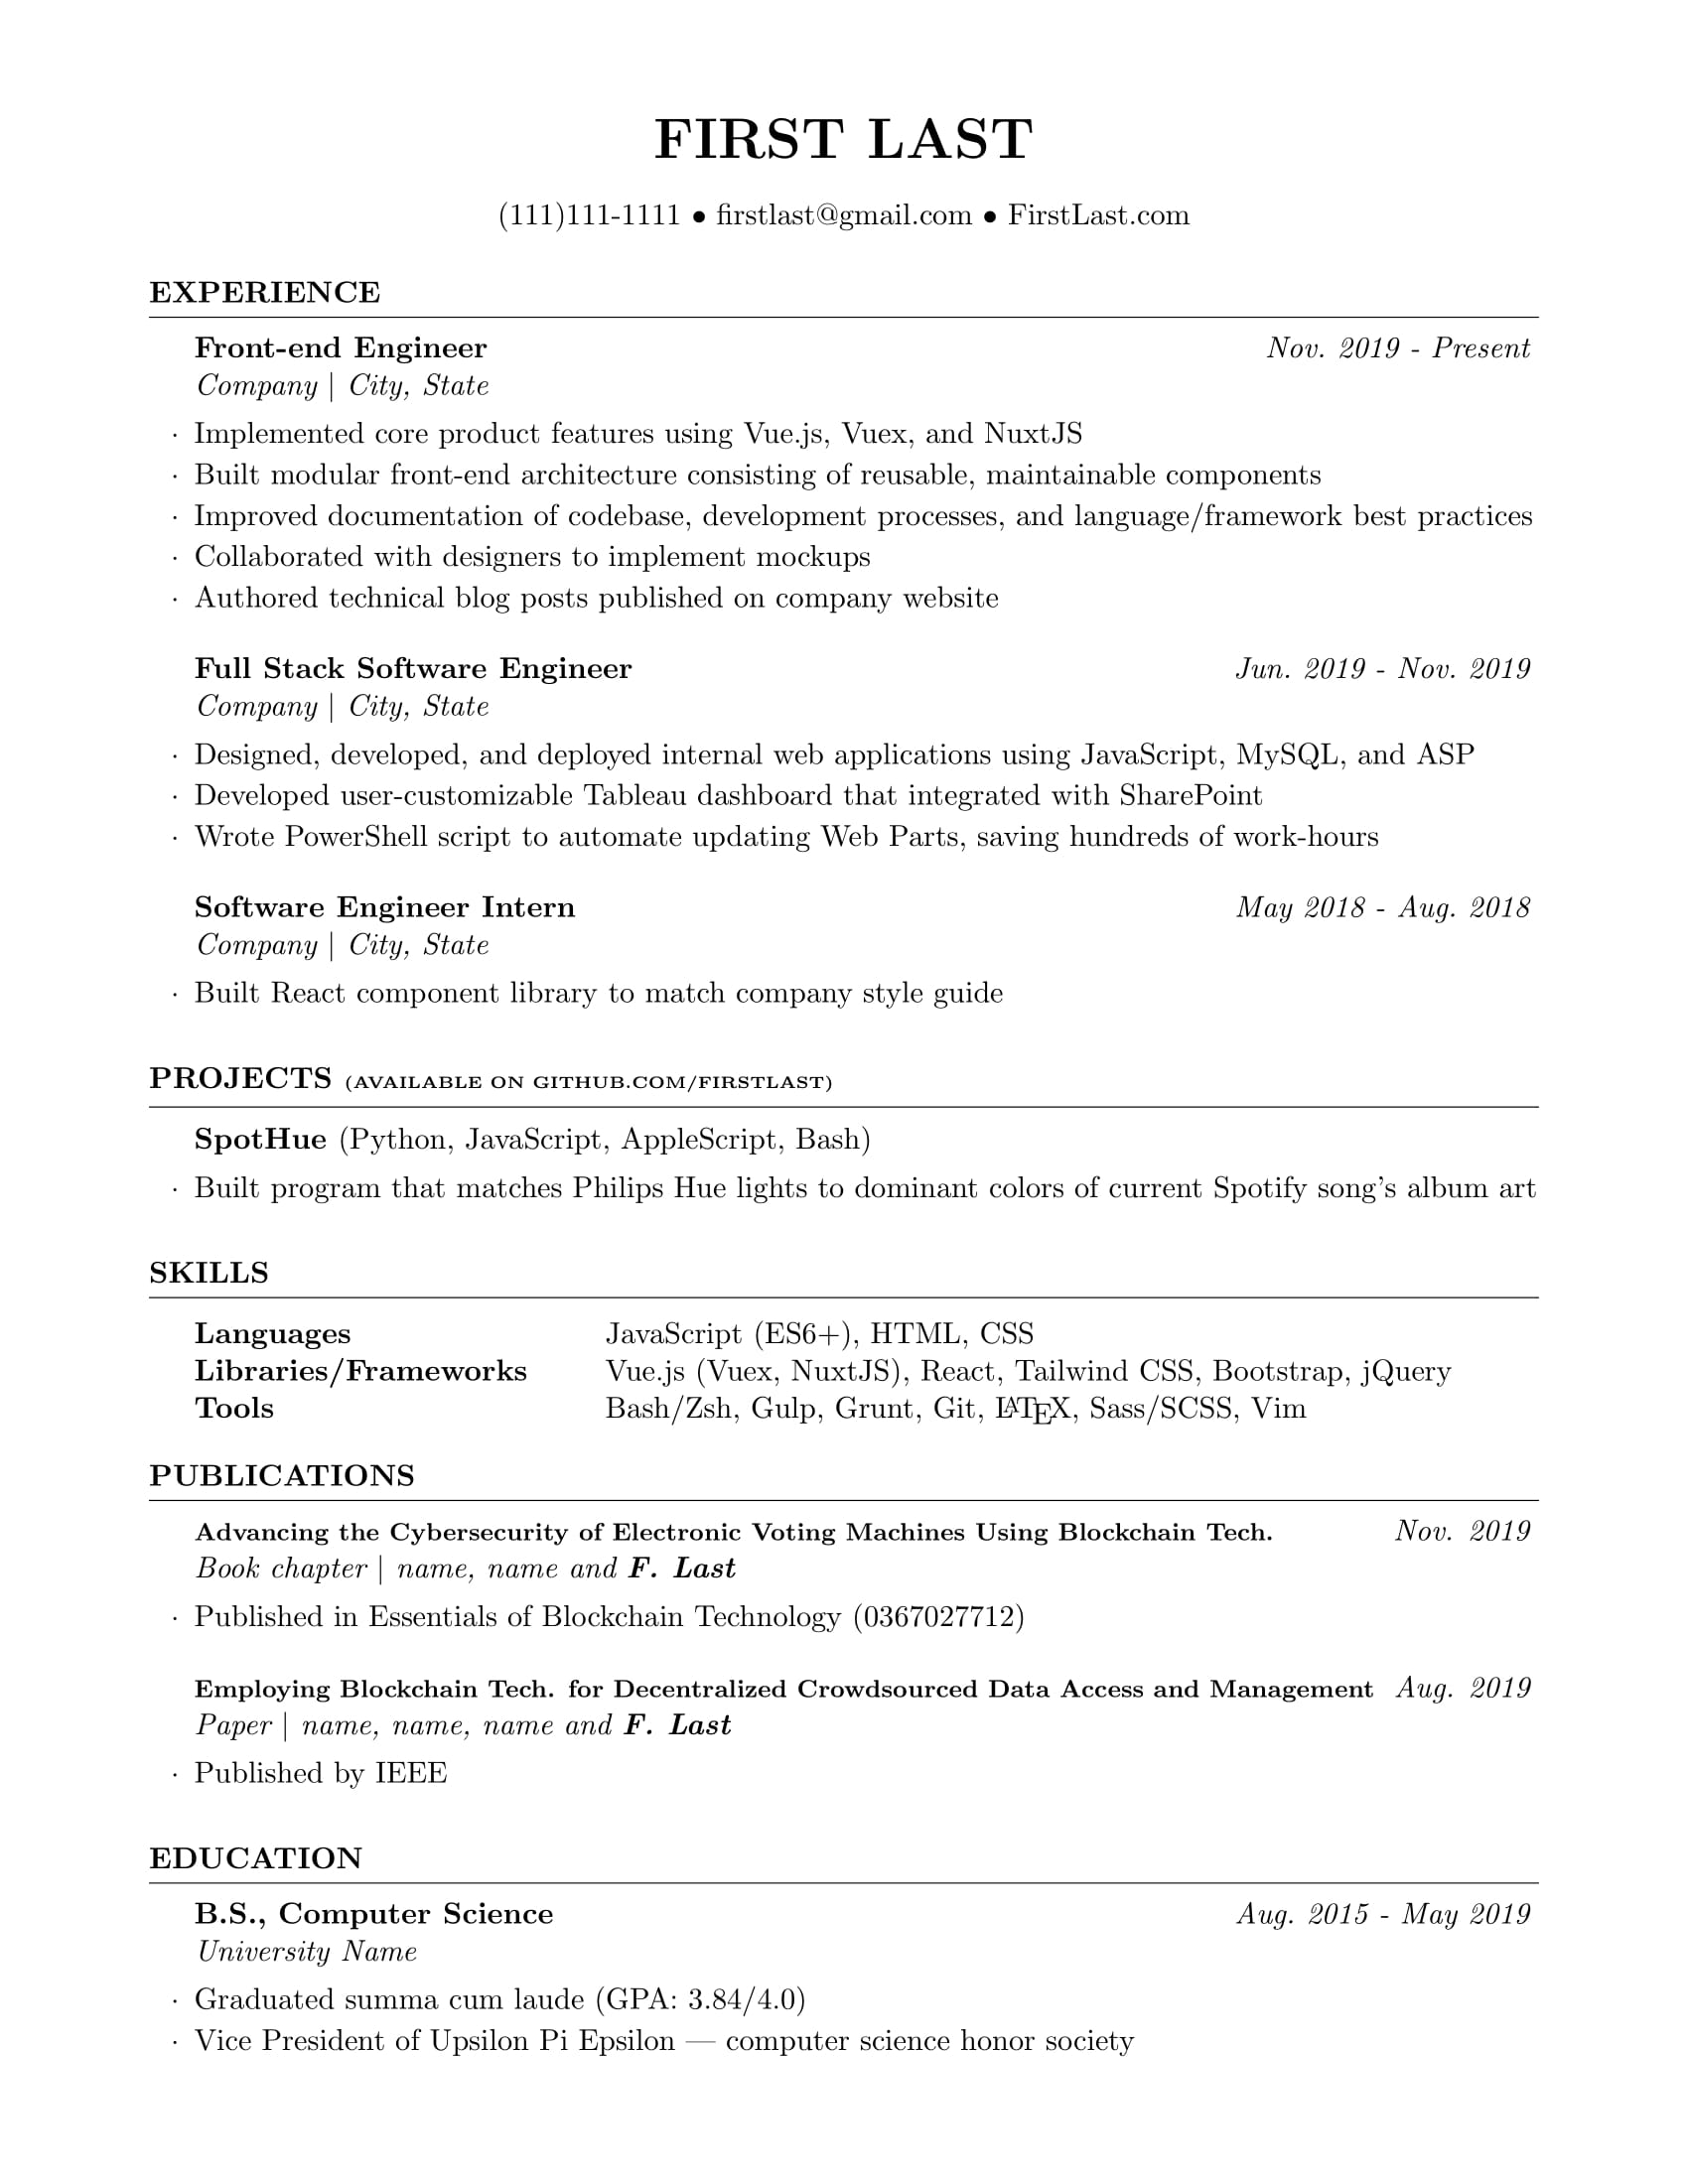 FIRST LAST
(111)111-1111 • firstlast@gmail.com • FirstLast.com
EXPERIENCE
Front-end Engineer Nov. 2019 - Present
Company | City, State
· Implemented core product features using Vue.js, Vuex, and NuxtJS
· Built modular front-end architecture consisting of reusable, maintainable components
· Improved documentation of codebase, development processes, and language/framework best practices
· Collaborated with designers to implement mockups
· Authored technical blog posts published on company website
Full Stack Software Engineer Jun. 2019 - Nov. 2019
Company | City, State
· Designed, developed, and deployed internal web applications using JavaScript, MySQL, and ASP
· Developed user-customizable Tableau dashboard that integrated with SharePoint
· Wrote PowerShell script to automate updating Web Parts, saving hundreds of work-hours
Software Engineer Intern May 2018 - Aug. 2018
Company | City, State
· Built React component library to match company style guide
PROJECTS (AVAILABLE ON GITHUB.COM/FIRSTLAST)
SpotHue (Python, JavaScript, AppleScript, Bash)
· Built program that matches Philips Hue lights to dominant colors of current Spotify song's album art
SKILLS
Languages JavaScript (ES6+), HTML, CSS
Libraries/Frameworks Vue.js (Vuex, NuxtJS), React, Tailwind CSS, Bootstrap, jQuery
Tools Bash/Zsh, Gulp, Grunt, Git, LATEX, Sass/SCSS, Vim
PUBLICATIONS
Advancing the Cybersecurity of Electronic Voting Machines Using Blockchain Tech. Nov. 2019
Book chapter | name, name and F. Last
· Published in Essentials of Blockchain Technology (0367027712)
Employing Blockchain Tech. for Decentralized Crowdsourced Data Access and Management Aug. 2019
Paper | name, name, name and F. Last
· Published by IEEE
EDUCATION
B.S., Computer Science Aug. 2015 - May 2019
University Name
· Graduated summa cum laude (GPA: 3.84/4.0)
· Vice President of Upsilon Pi Epsilon — computer science honor society